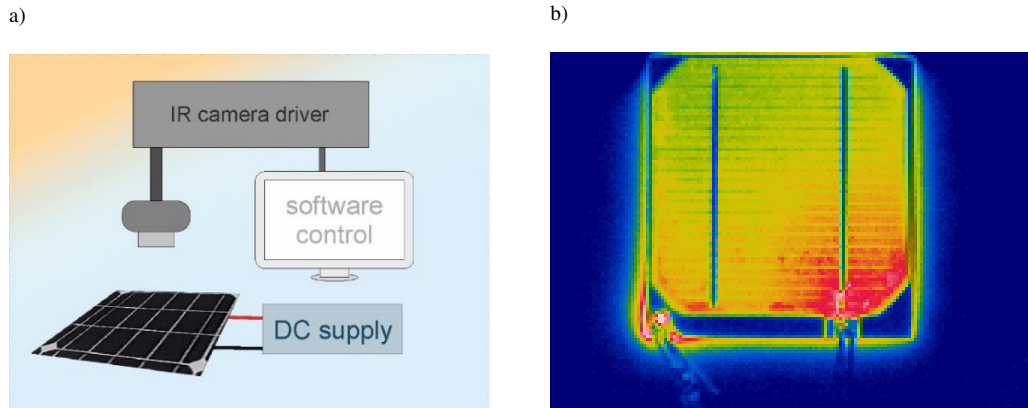 a)
b)
IR camera driver
software
control
DC supply